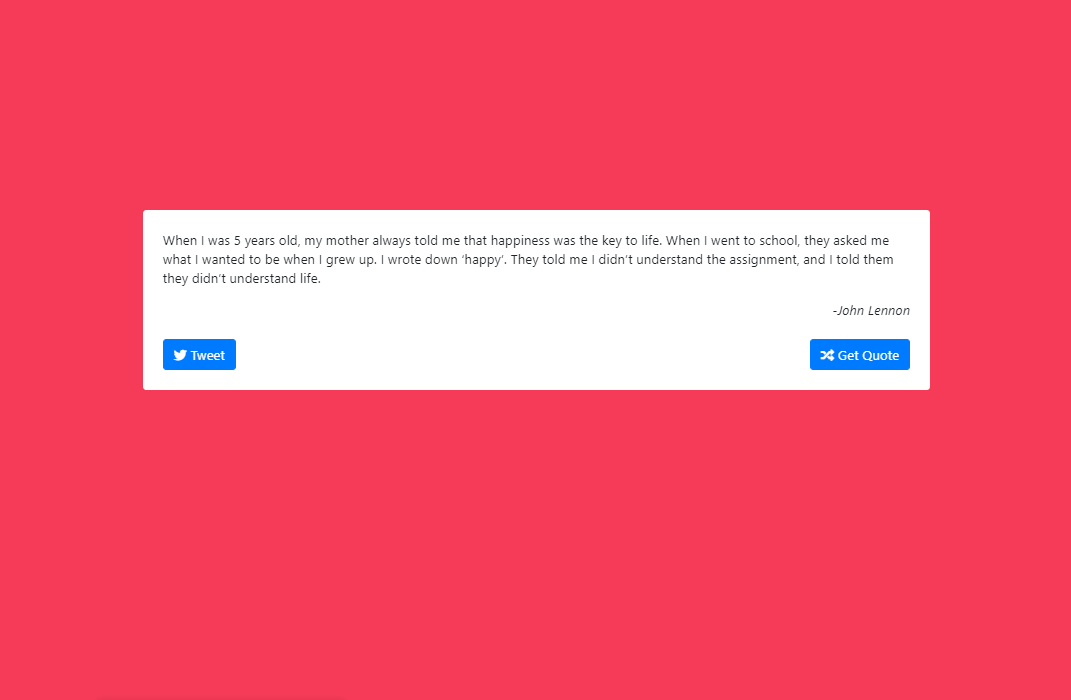 When I was 5 years old, my mother always told me that happiness was the key to life. When I went to school, they asked me
what I wanted to be when I grew up. I wrote down ‘happy’. They told me I didn’t understand the assignment, and I told them
they didn’t understand life.
-John Lennon
Tweet
Get Quote